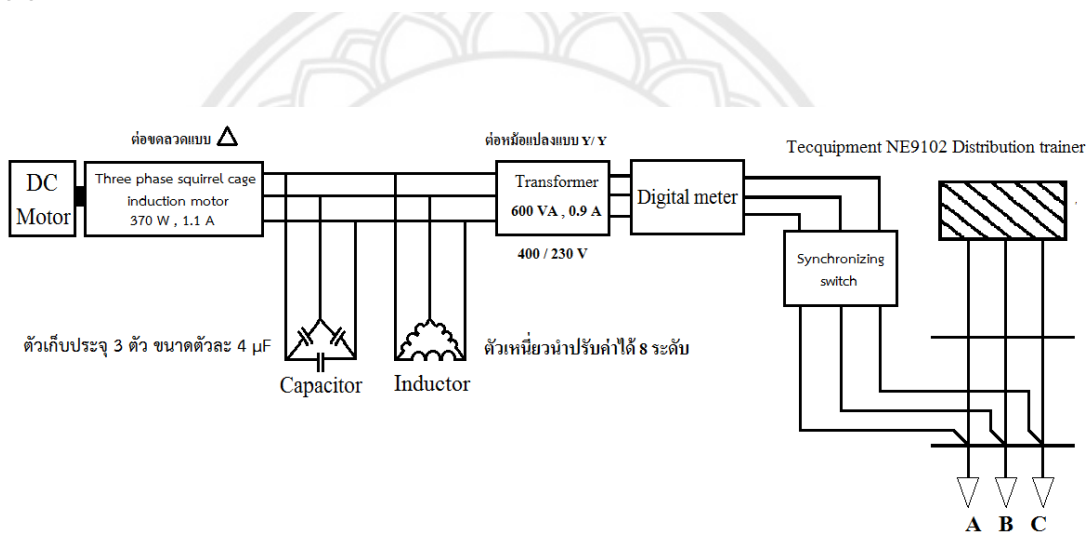 ต่อขดลวดแบบ △
ต่อหม้อแปลงแบบ Y/ Y
Tecquipment NE9102 Distribution trainer
DC
Motor
Three phase squirrel cage
induction motor
370 W , 1.1 A
Transformer
600 VA , 0.9 A
Digital meter
400 / 230 V
Synchronizing
switch
ตัวเก็บประจุ 3 ตัว ขนาดตัวละ 4 μF
Capacitor
Inductor
ตัวเหนี่ยวนำปรับค่าได้ 8 ระดับ
A B C